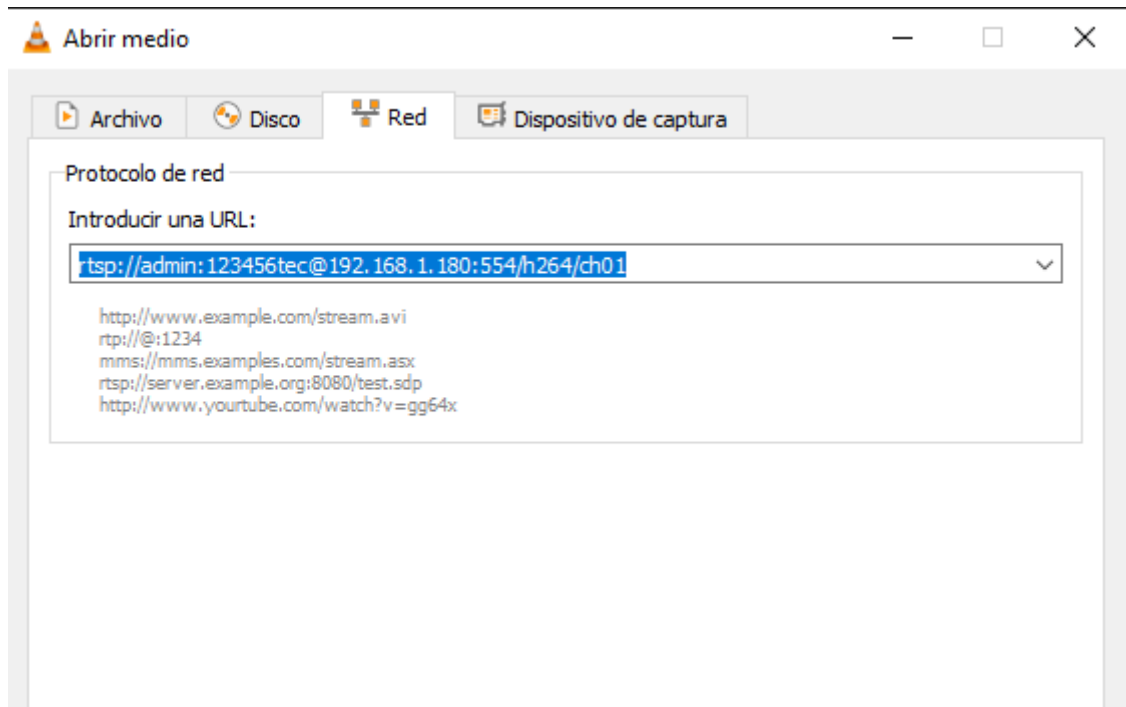 Abrir medio
Archivo Disco Red Dispositivo de captura
Protocolo de red
Introducir una URL:
rtsp://admin:123456tec@192.168.1.180:554/h264/ch01
http://www.example.com/stream.avi
rtp://@:1234
mms://mms.examples.com/stream.asx
rtsp://server.example.org:8080/test.sdp
http://www.yourtube.com/watch?v=gg64x